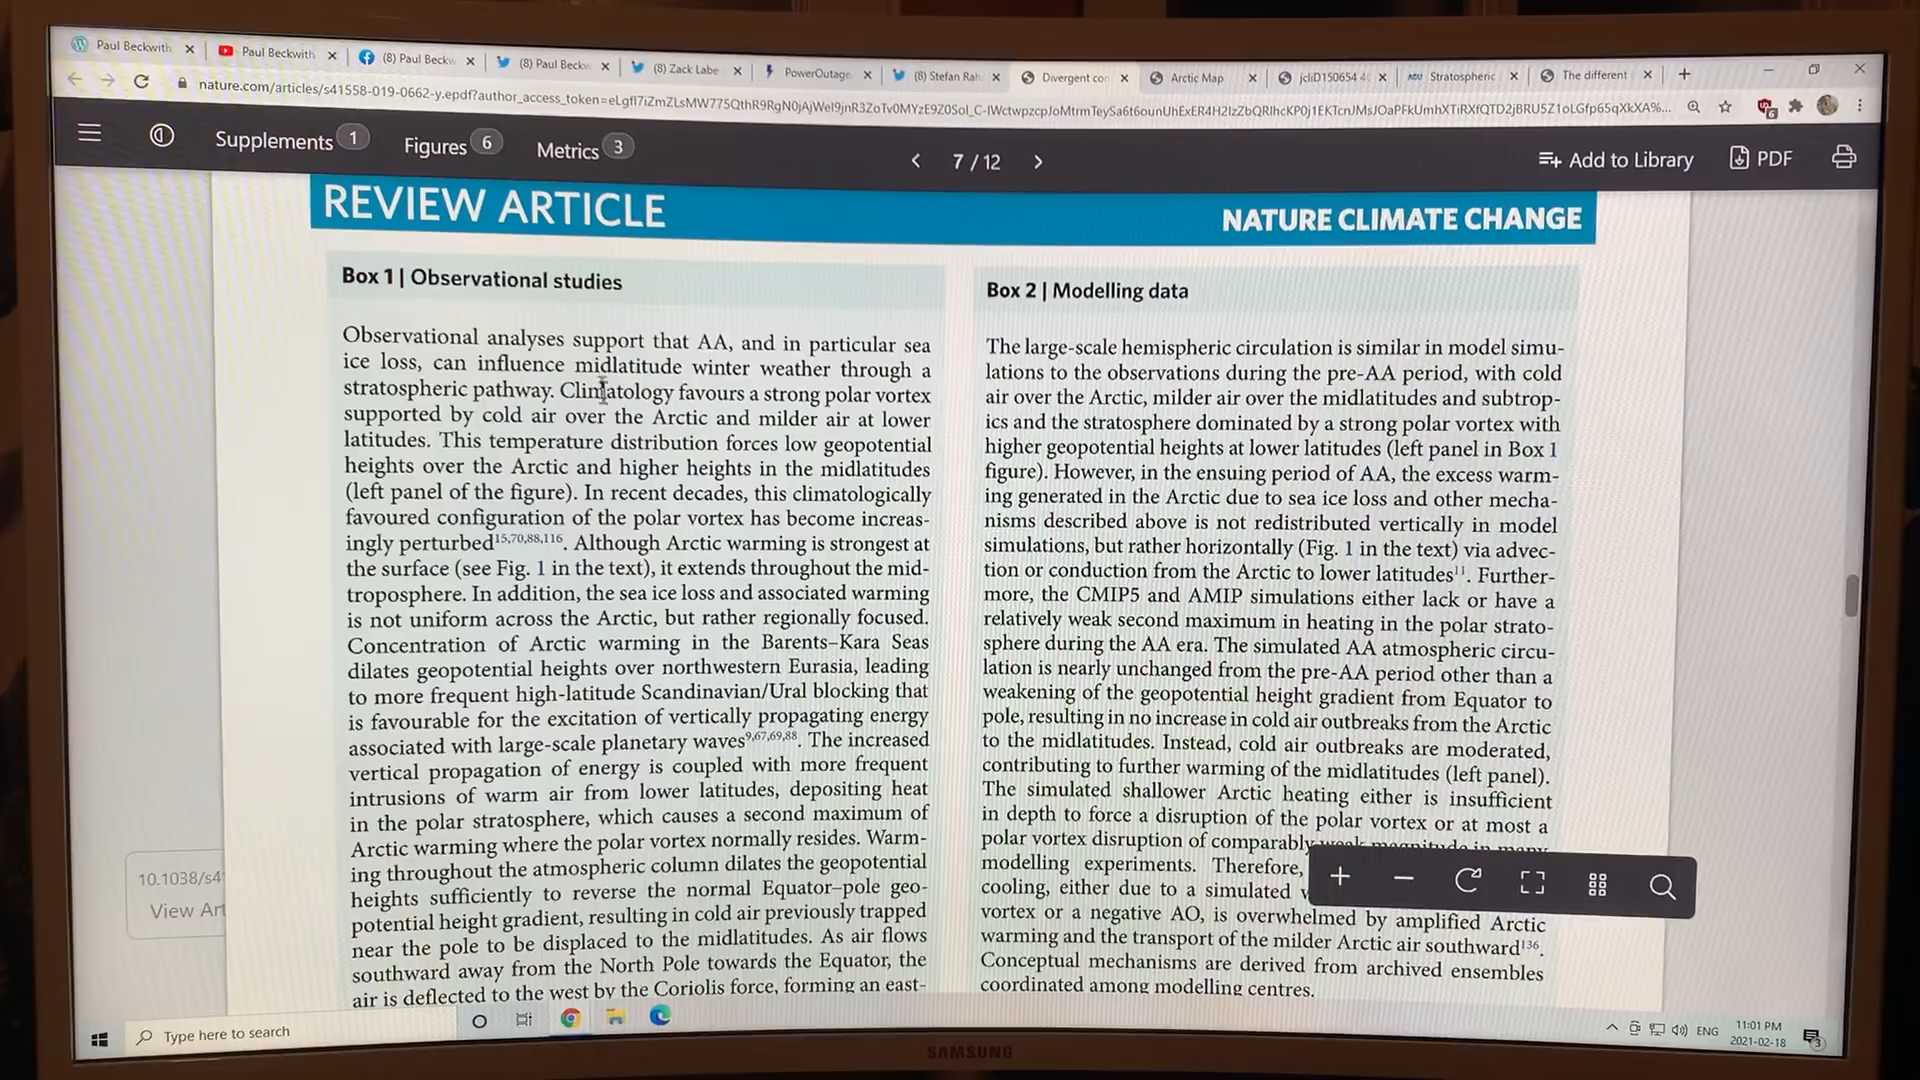 Paul Beckwith
Paul Beckwith
(8) Paul Beckw
(8) Paul Beckw
(8) Zack Labe
PowerOutage
(8) Stefan Rah
Divergent con
Arctic Map
jcliD150654 4
Stratospheric
The different
Supplements 1
Figures 6
Metrics 3
7 / 12
Add to Library
PDF
REVIEW ARTICLE
NATURE CLIMATE CHANGE
Box 1 | Observational studies
Observational analyses support that AA, and in particular sea
ice loss, can influence midlatitude winter weather through a
stratospheric pathway. Climatology favours a strong polar vortex
supported by cold air over the Arctic and milder air at lower
latitudes. This temperature distribution forces low geopotential
heights over the Arctic and higher heights in the midlatitudes
(left panel of the figure). In recent decades, this climatologically
favoured configuration of the polar vortex has become increas-
ingly perturbed15,70,88,116. Although Arctic warming is strongest at
the surface (see Fig. 1 in the text), it extends throughout the mid-
troposphere. In addition, the sea ice loss and associated warming
is not uniform across the Arctic, but rather regionally focused.
Concentration of Arctic warming in the Barents–Kara Seas
dilates geopotential heights over northwestern Eurasia, leading
to more frequent high-latitude Scandinavian/Ural blocking that
is favourable for the excitation of vertically propagating energy
associated with large-scale planetary waves9,67,69,88. The increased
vertical propagation of energy is coupled with more frequent
intrusions of warm air from lower latitudes, depositing heat
in the polar stratosphere, which causes a second maximum of
Arctic warming where the polar vortex normally resides. Warm-
ing throughout the atmospheric column dilates the geopotential
heights sufficiently to reverse the normal Equator–pole geo-
potential height gradient, resulting in cold air previously trapped
near the pole to be displaced to the midlatitudes. As air flows
southward away from the North Pole towards the Equator, the
air is deflected to the west by the Coriolis force, forming an east-
Box 2 | Modelling data
The large-scale hemispheric circulation is similar in model simu-
lations to the observations during the pre-AA period, with cold
air over the Arctic, milder air over the midlatitudes and subtrop-
ics and the stratosphere dominated by a strong polar vortex with
higher geopotential heights at lower latitudes (left panel in Box 1
figure). However, in the ensuing period of AA, the excess warm-
ing generated in the Arctic due to sea ice loss and other mecha-
nisms described above is not redistributed vertically in model
simulations, but rather horizontally (Fig. 1 in the text) via advec-
tion or conduction from the Arctic to lower latitudes11. Further-
more, the CMIP5 and AMIP simulations either lack or have a
relatively weak second maximum in heating in the polar strato-
sphere during the AA era. The simulated AA atmospheric circu-
lation is nearly unchanged from the pre-AA period other than a
weakening of the geopotential height gradient from Equator to
pole, resulting in no increase in cold air outbreaks from the Arctic
to the midlatitudes. Instead, cold air outbreaks are moderated,
contributing to further warming of the midlatitudes (left panel).
The simulated shallower Arctic heating either is insufficient
in depth to force a disruption of the polar vortex or at most a
polar vortex disruption of comparably weak magnitude in many
modelling experiments. Therefore,
cooling, either due to a simulated
vortex or a negative AO, is overwhelmed by amplified Arctic
warming and the transport of the milder Arctic air southward136.
Conceptual mechanisms are derived from archived ensembles
coordinated among modelling centres.
10.1038/s4
View Art
Type here to search
ENG
11:01 PM
2021-02-18
SAMSUNG